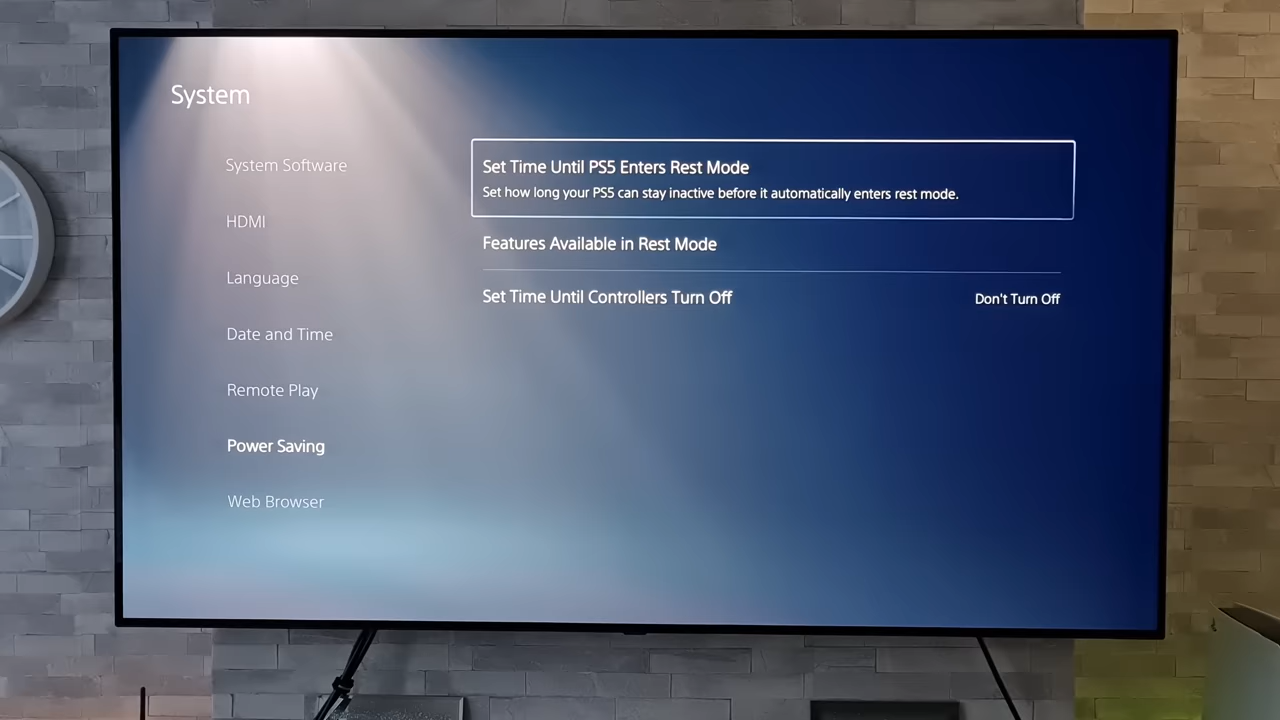 System
System Software
HDMI
Language
Date and Time
Remote Play
Power Saving
Web Browser
Set Time Until PS5 Enters Rest Mode
Set how long your PS5 can stay inactive before it automatically enters rest mode.
Features Available in Rest Mode
Set Time Until Controllers Turn Off Don't Turn Off